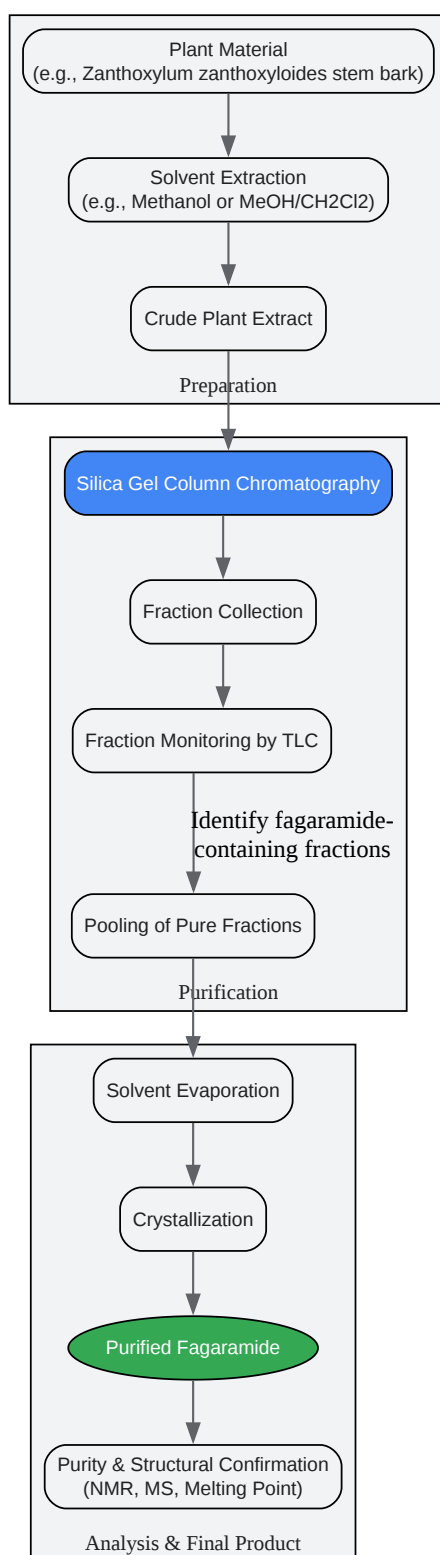 Plant Material
(e.g., Zanthoxylum zanthoxyloides stem bark)
Solvent Extraction
(e.g., Methanol or MeOH/CH2Cl2)
Crude Plant Extract
Preparation
Silica Gel Column Chromatography
Fraction Collection
Fraction Monitoring by TLC
Identify fagaramide-
containing fractions
Pooling of Pure Fractions
Purification
Solvent Evaporation
Crystallization
Purified Fagaramide
Purity & Structural Confirmation
(NMR, MS, Melting Point)
Analysis & Final Product